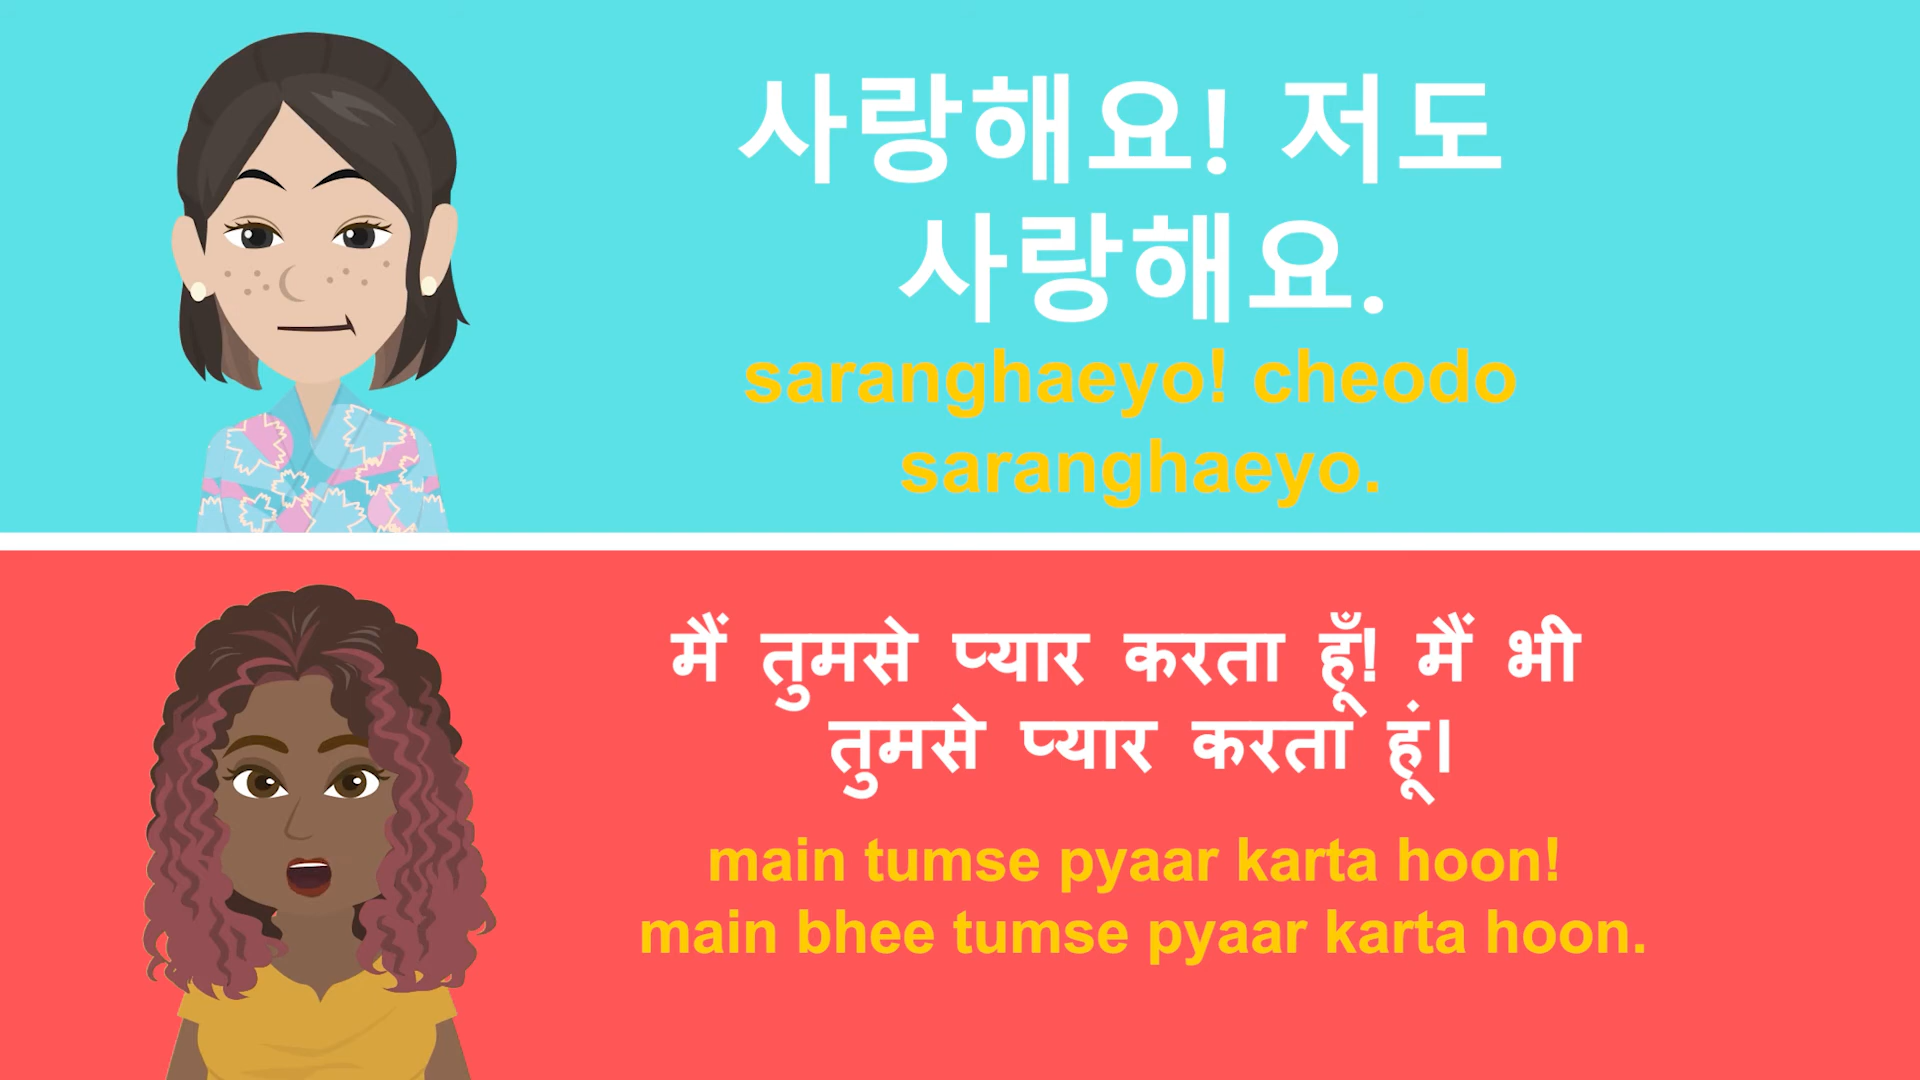 사랑해요! 저도
사랑해요.
saranghaeyo! cheodo
saranghaeyo.
मैं तुमसे प्यार करता हूँ! मैं भी
तुमसे प्यार करता हूं।
main tumse pyaar karta hoon!
main bhee tumse pyaar karta hoon.